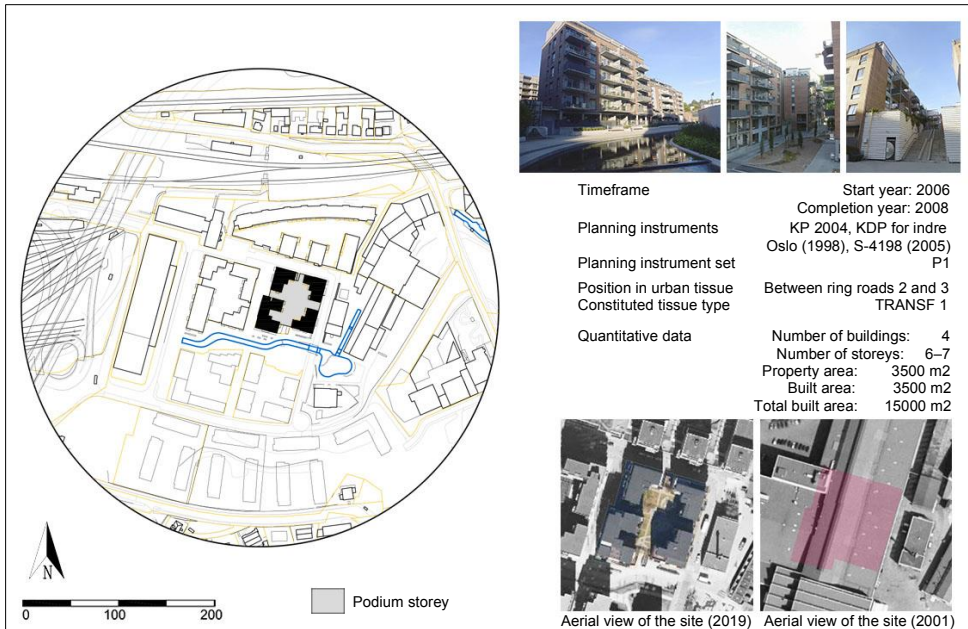 Timeframe Start year: 2006
Completion year: 2008
Planning instruments KP 2004, KDP for indre
Oslo (1998), S-4198 (2005)
Planning instrument set P1
Position in urban tissue Between ring roads 2 and 3
Constituted tissue type TRANSF 1
Quantitative data Number of buildings: 4
Number of storeys: 6–7
Property area: 3500 m2
Built area: 3500 m2
Total built area: 15000 m2
N
0 100 200
Podium storey
Aerial view of the site (2019) Aerial view of the site (2001)